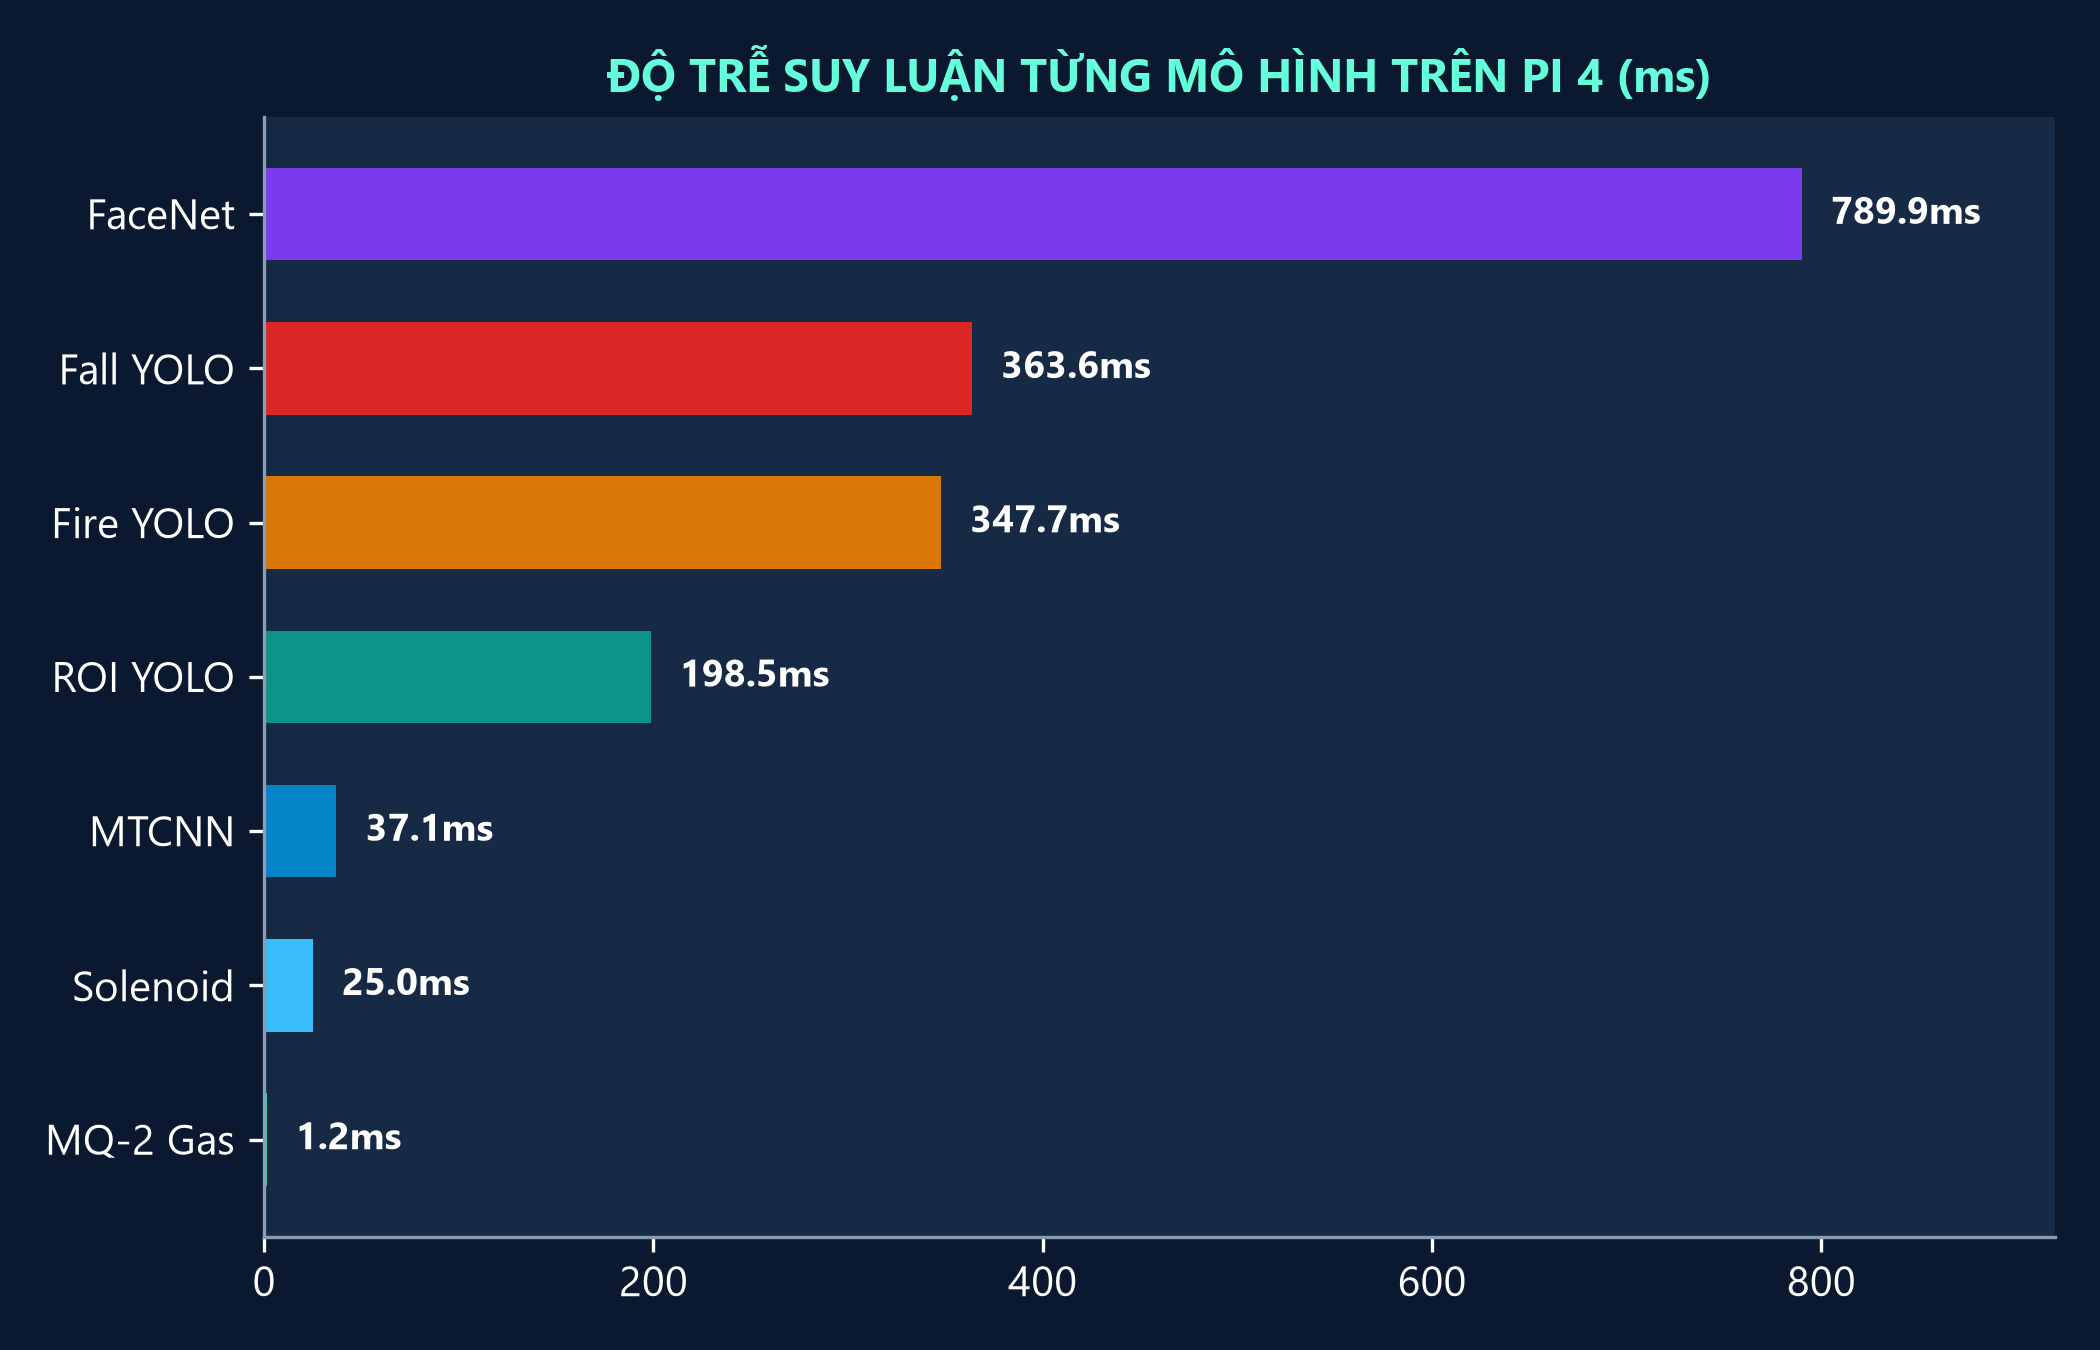 ĐỘ TRỄ SUY LUẬN TỪNG MÔ HÌNH TRÊN PI 4 (ms)
FaceNet 789.9ms
Fall YOLO 363.6ms
Fire YOLO 347.7ms
ROI YOLO 198.5ms
MTCNN 37.1ms
Solenoid 25.0ms
MQ-2 Gas 1.2ms
0 200 400 600 800